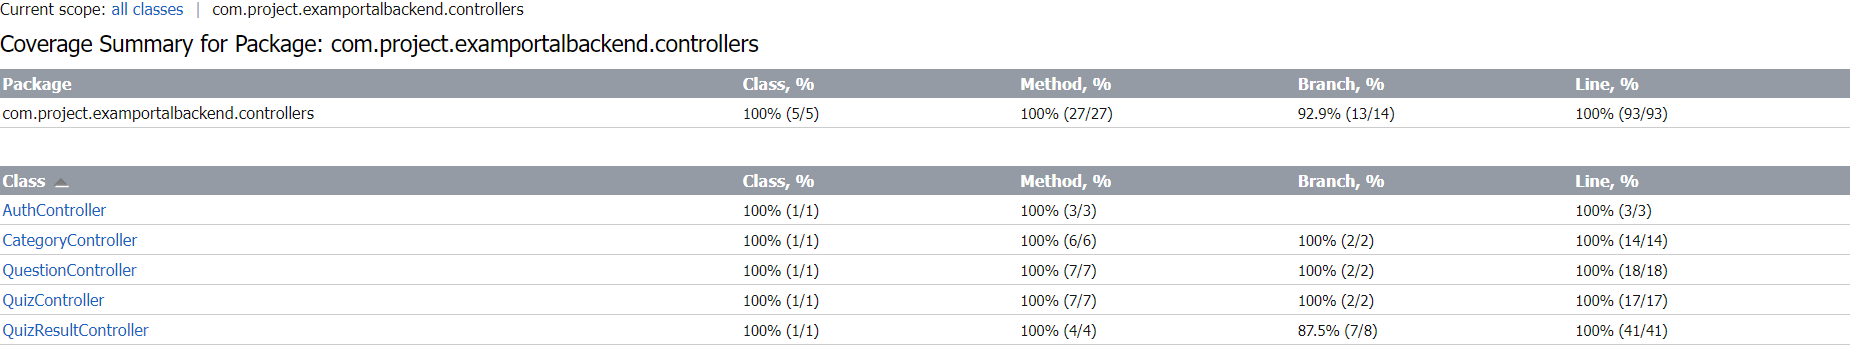 Current scope: all classes | com.project.examportalbackend.controllers
Coverage Summary for Package: com.project.examportalbackend.controllers
Package Class, % Method, % Branch, % Line, %
com.project.examportalbackend.controllers 100% (5/5) 100% (27/27) 92.9% (13/14) 100% (93/93)
Class Class, % Method, % Branch, % Line, %
AuthController 100% (1/1) 100% (3/3) 100% (3/3)
CategoryController 100% (1/1) 100% (6/6) 100% (2/2) 100% (14/14)
QuestionController 100% (1/1) 100% (7/7) 100% (2/2) 100% (18/18)
QuizController 100% (1/1) 100% (7/7) 100% (2/2) 100% (17/17)
QuizResultController 100% (1/1) 100% (4/4) 87.5% (7/8) 100% (41/41)